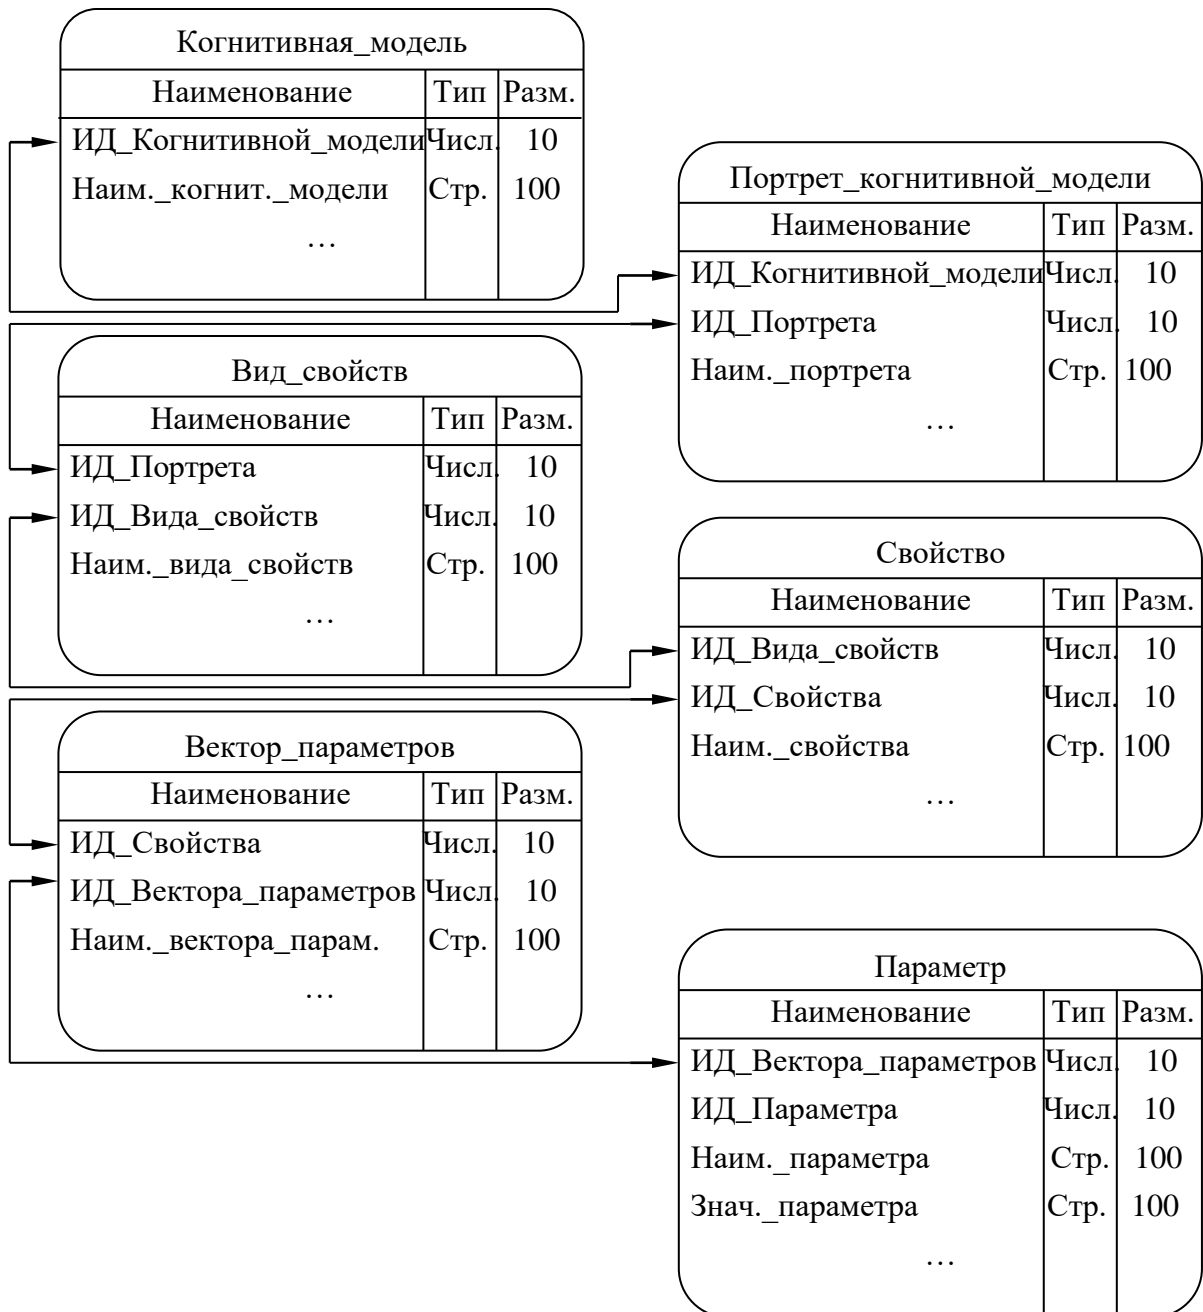 Когнитивная_модель
Наименование Тип Разм.
ИД_Когнитивной_модели Числ. 10
Наим._когнит._модели Стр. 100
…
Портрет_когнитивной_модели
Наименование Тип Разм.
ИД_Когнитивной_модели Числ. 10
ИД_Портрета Числ. 10
Наим._портрета Стр. 100
…
Вид_свойств
Наименование Тип Разм.
ИД_Портрета Числ. 10
ИД_Вида_свойств Числ. 10
Наим._вида_свойств Стр. 100
…
Свойство
Наименование Тип Разм.
ИД_Вида_свойств Числ. 10
ИД_Свойства Числ. 10
Наим._свойства Стр. 100
…
Вектор_параметров
Наименование Тип Разм.
ИД_Свойства Числ. 10
ИД_Вектора_параметров Числ. 10
Наим._вектора_парам. Стр. 100
…
Параметр
Наименование Тип Разм.
ИД_Вектора_параметров Числ. 10
ИД_Параметра Числ. 10
Наим._параметра Стр. 100
Знач._параметра Стр. 100
…